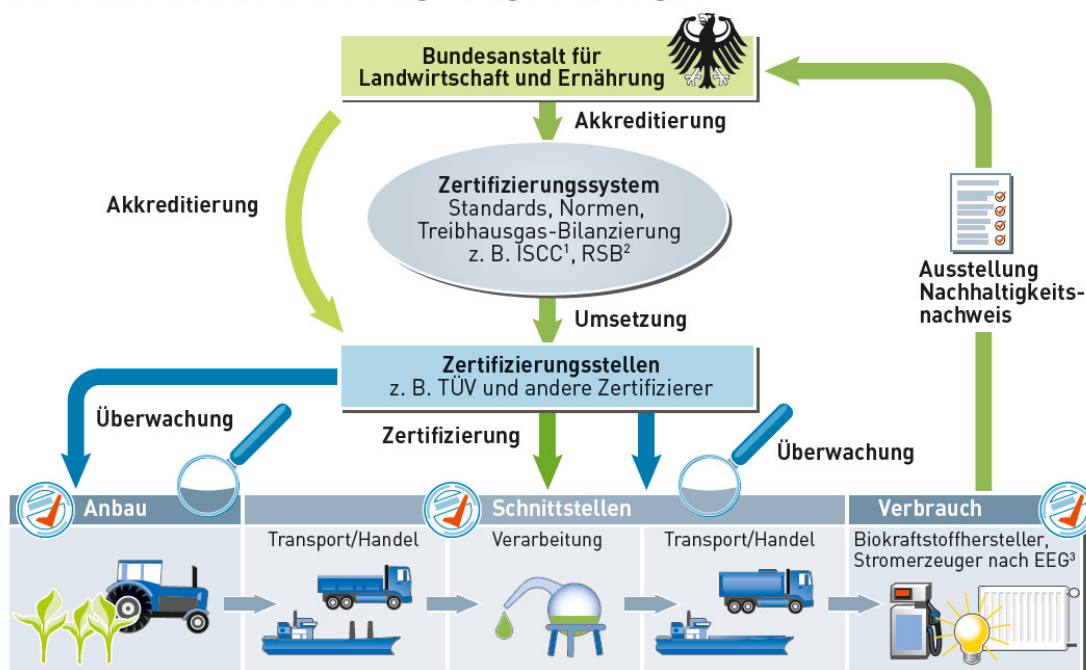 Bundesanstalt für
Landwirtschaft und Ernährung
Akkreditierung
Akkreditierung
Zertifizierungssystem
Standards, Normen,
Treibhausgas-Bilanzierung
z. B. ISCC¹, RSB²
Ausstellung
Nachhaltigkeits-
nachweis
Umsetzung
Zertifizierungsstellen
z. B. TÜV und andere Zertifizierer
Überwachung
Zertifizierung
Überwachung
Anbau
Schnittstellen
Verbrauch
Transport/Handel
Verarbeitung
Transport/Handel
Biokraftstoffhersteller,
Stromerzeuger nach EEG³